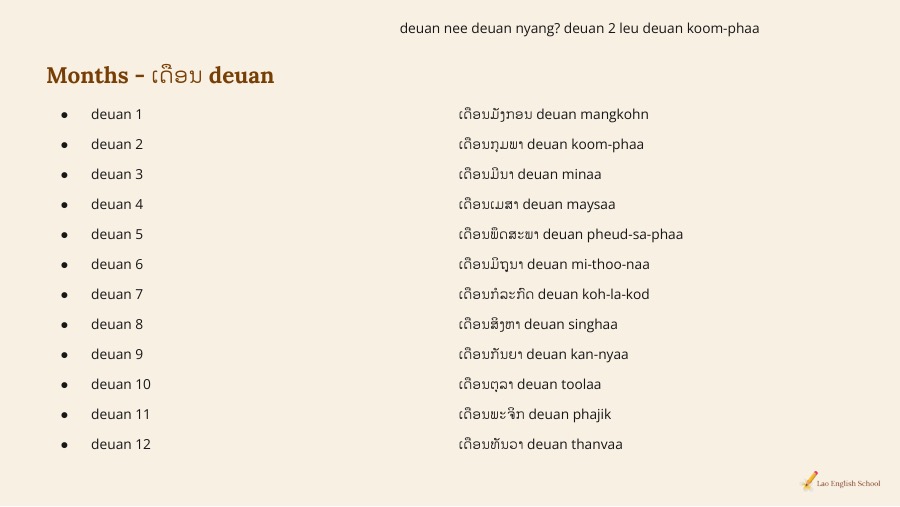 deuan nee deuan nyang? deuan 2 leu deuan koom-phaa
Months - ເດືອນ deuan
● deuan 1 ເດືອນມັງກອນ deuan mangkohn
● deuan 2 ເດືອນກຸມພາ deuan koom-phaa
● deuan 3 ເດືອນມີນາ deuan minaa
● deuan 4 ເດືອນເມສາ deuan maysaa
● deuan 5 ເດືອນພຶດສະພາ deuan pheud-sa-phaa
● deuan 6 ເດືອນມິຖຸນາ deuan mi-thoo-naa
● deuan 7 ເດືອນກໍລະກົດ deuan koh-la-kod
● deuan 8 ເດືອນສິງຫາ deuan singhaa
● deuan 9 ເດືອນກັນຍາ deuan kan-nyaa
● deuan 10 ເດືອນຕຸລາ deuan toolaa
● deuan 11 ເດືອນພະຈິກ deuan phajik
● deuan 12 ເດືອນທັນວາ deuan thanvaa
Lao English School